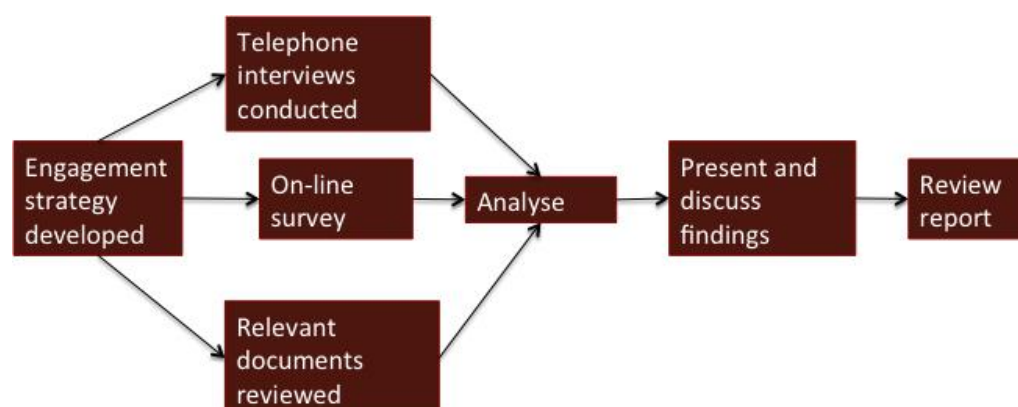 Telephone
interviews
conducted
Engagement
strategy
developed
On-line
survey
Analyse
Present and
discuss
findings
Review
report
Relevant
documents
reviewed